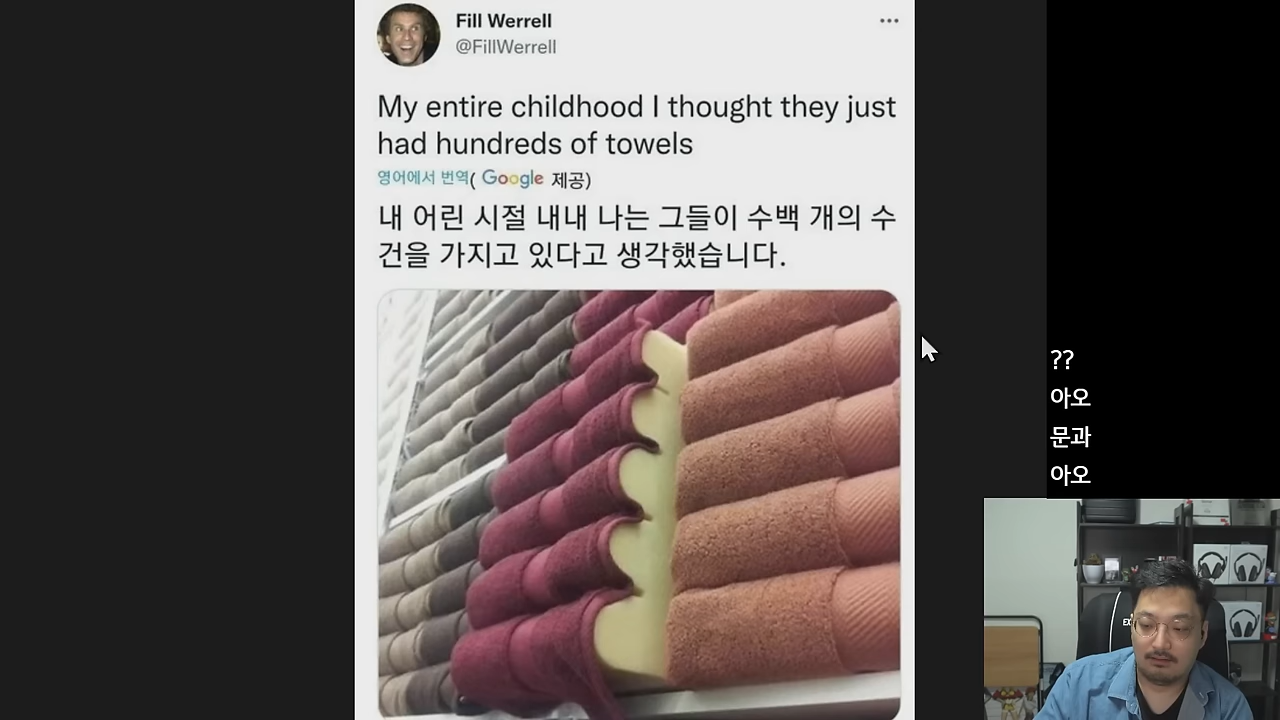 Fill Werrell
@FillWerrell
My entire childhood I thought they just
had hundreds of towels
영어에서 번역( Google 제공)
내 어린 시절 내내 나는 그들이 수백 개의 수
건을 가지고 있다고 생각했습니다.
??
아오
문과
아오